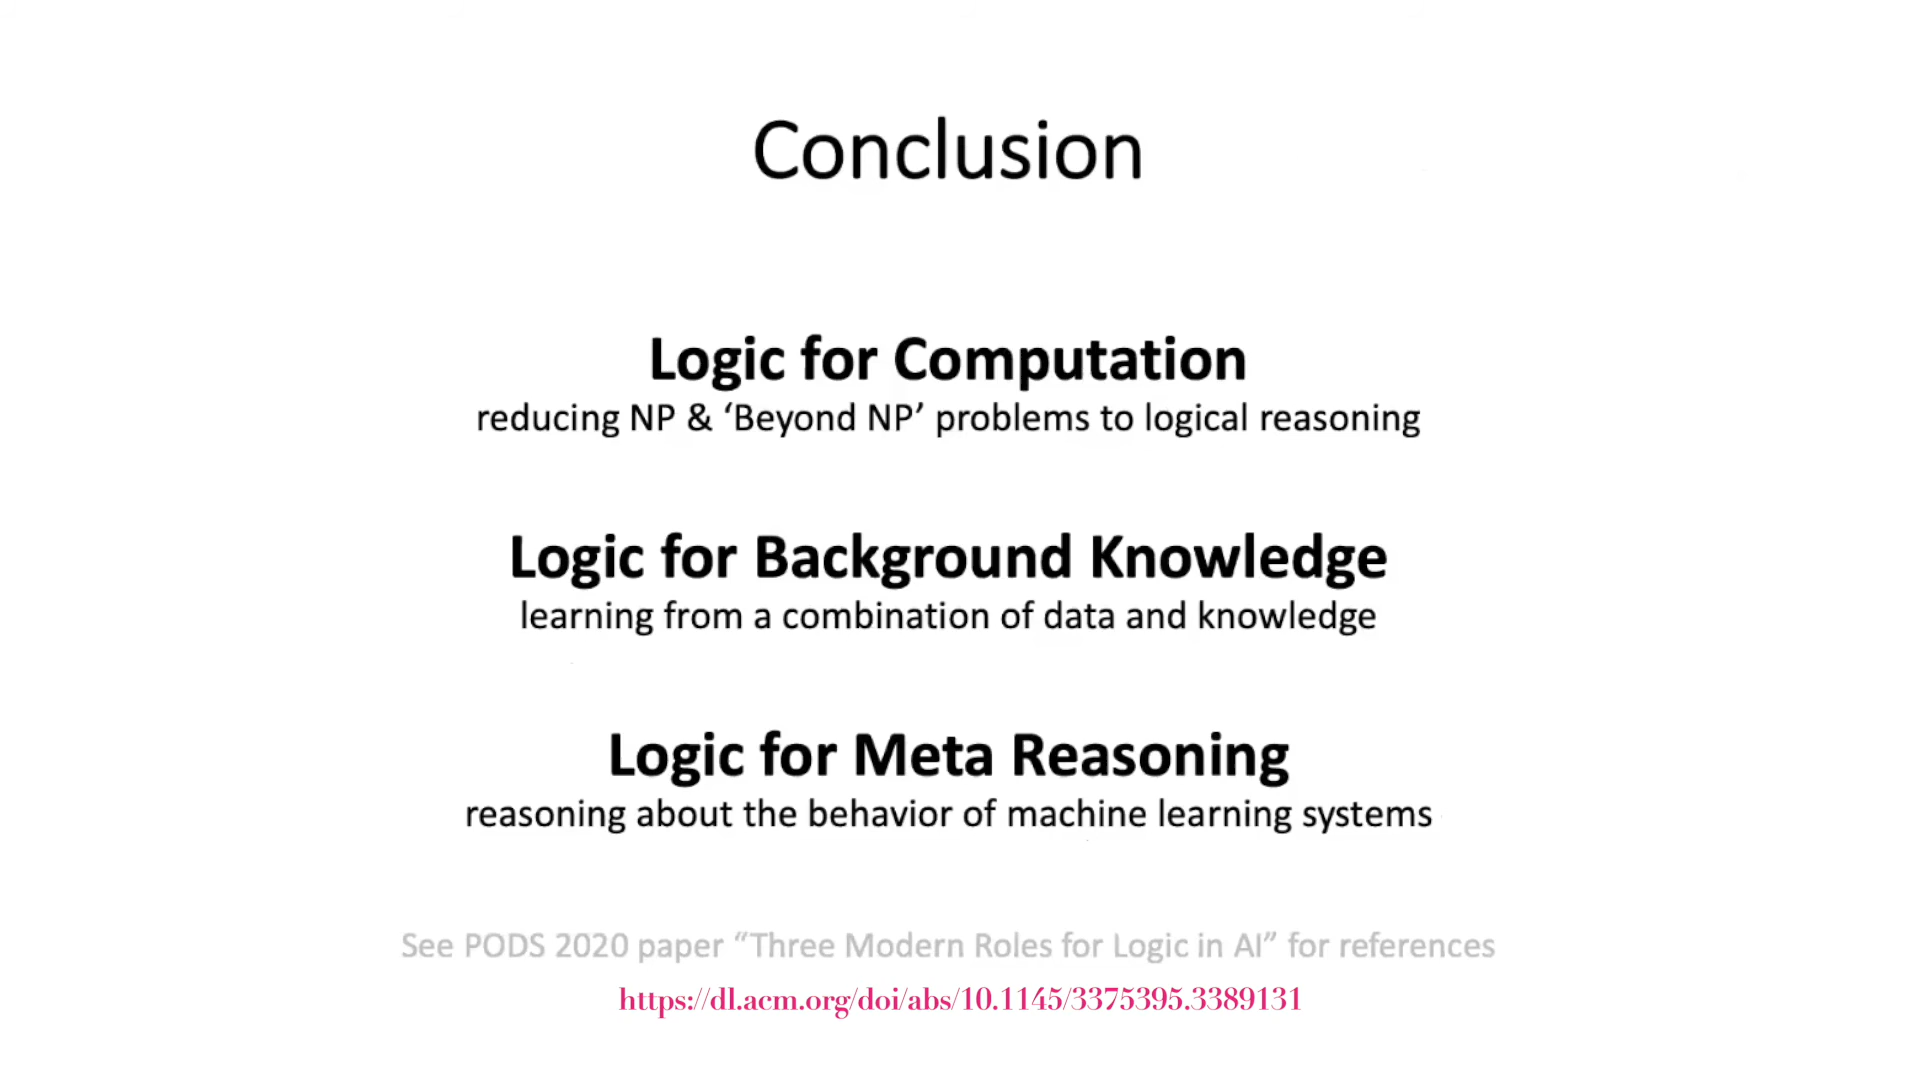 Conclusion
Logic for Computation
reducing NP & ‘Beyond NP’ problems to logical reasoning
Logic for Background Knowledge
learning from a combination of data and knowledge
Logic for Meta Reasoning
reasoning about the behavior of machine learning systems
See PODS 2020 paper “Three Modern Roles for Logic in AI” for references
https://dl.acm.org/doi/abs/10.1145/3375395.3389131